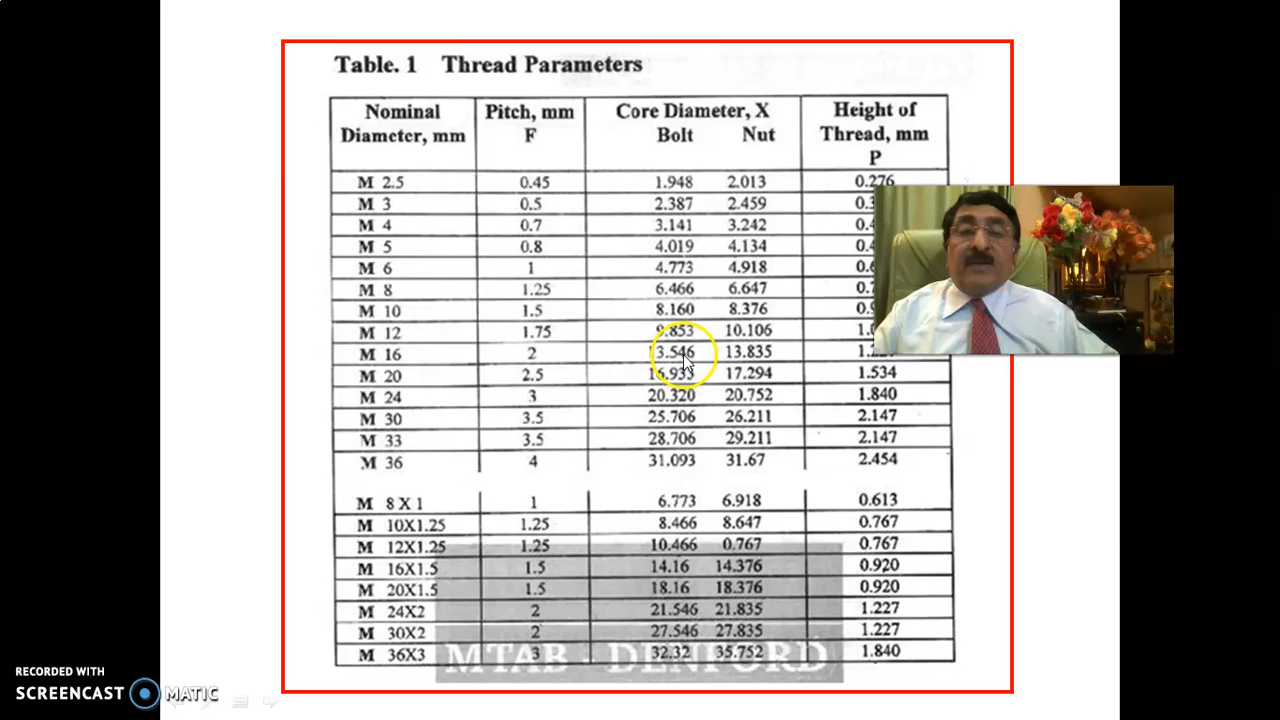 Table. 1 Thread Parameters
Nominal Diameter, mm Pitch, mm F Core Diameter, X Bolt Nut Height of Thread, mm P
M 2.5 0.45 1.948 2.013 0.276
M 3 0.5 2.387 2.459
M 4 0.7 3.141 3.242
M 5 0.8 4.019 4.134
M 6 1 4.773 4.918
M 8 1.25 6.466 6.647
M 10 1.5 8.160 8.376
M 12 1.75 9.853 10.106
M 16 2 13.546 13.835
M 20 2.5 16.933 17.294 1.534
M 24 3 20.320 20.752 1.840
M 30 3.5 25.706 26.211 2.147
M 33 3.5 28.706 29.211 2.147
M 36 4 31.093 31.67 2.454
M 8X1 1 6.773 6.918 0.613
M 10X1.25 1.25 8.466 8.647 0.767
M 12X1.25 1.25 10.466 0.767 0.767
M 16X1.5 1.5 14.16 14.376 0.920
M 20X1.5 1.5 18.16 18.376 0.920
M 24X2 2 21.546 21.835 1.227
M 30X2 2 27.546 27.835 1.227
M 36X3 3 32.32 35.752 1.840
MTAB - DENFORD
RECORDED WITH
SCREENCAST MATIC